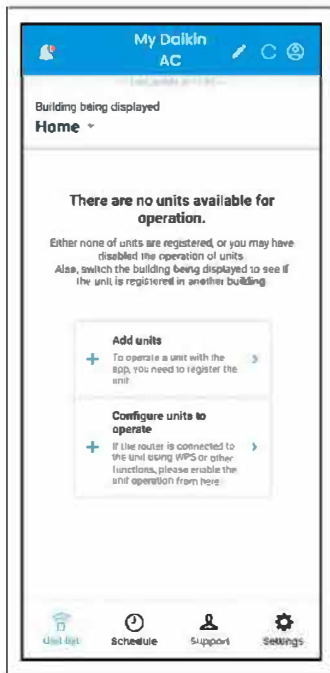 My Daikin
AC
Building being displayed
Home
There are no units available for
operation.
Either none of units are registered, or you may have
disabled the operation of units
Also, switch the building being displayed to see if
the unit is registered in another building
Add units
To operate a unit with the
app, you need to register the
unit
Configure units to
operate
If the router is connected to
the unit using WPS or other
functions, please enable the
unit operation from here
Unit list
Schedule
Support
Settings